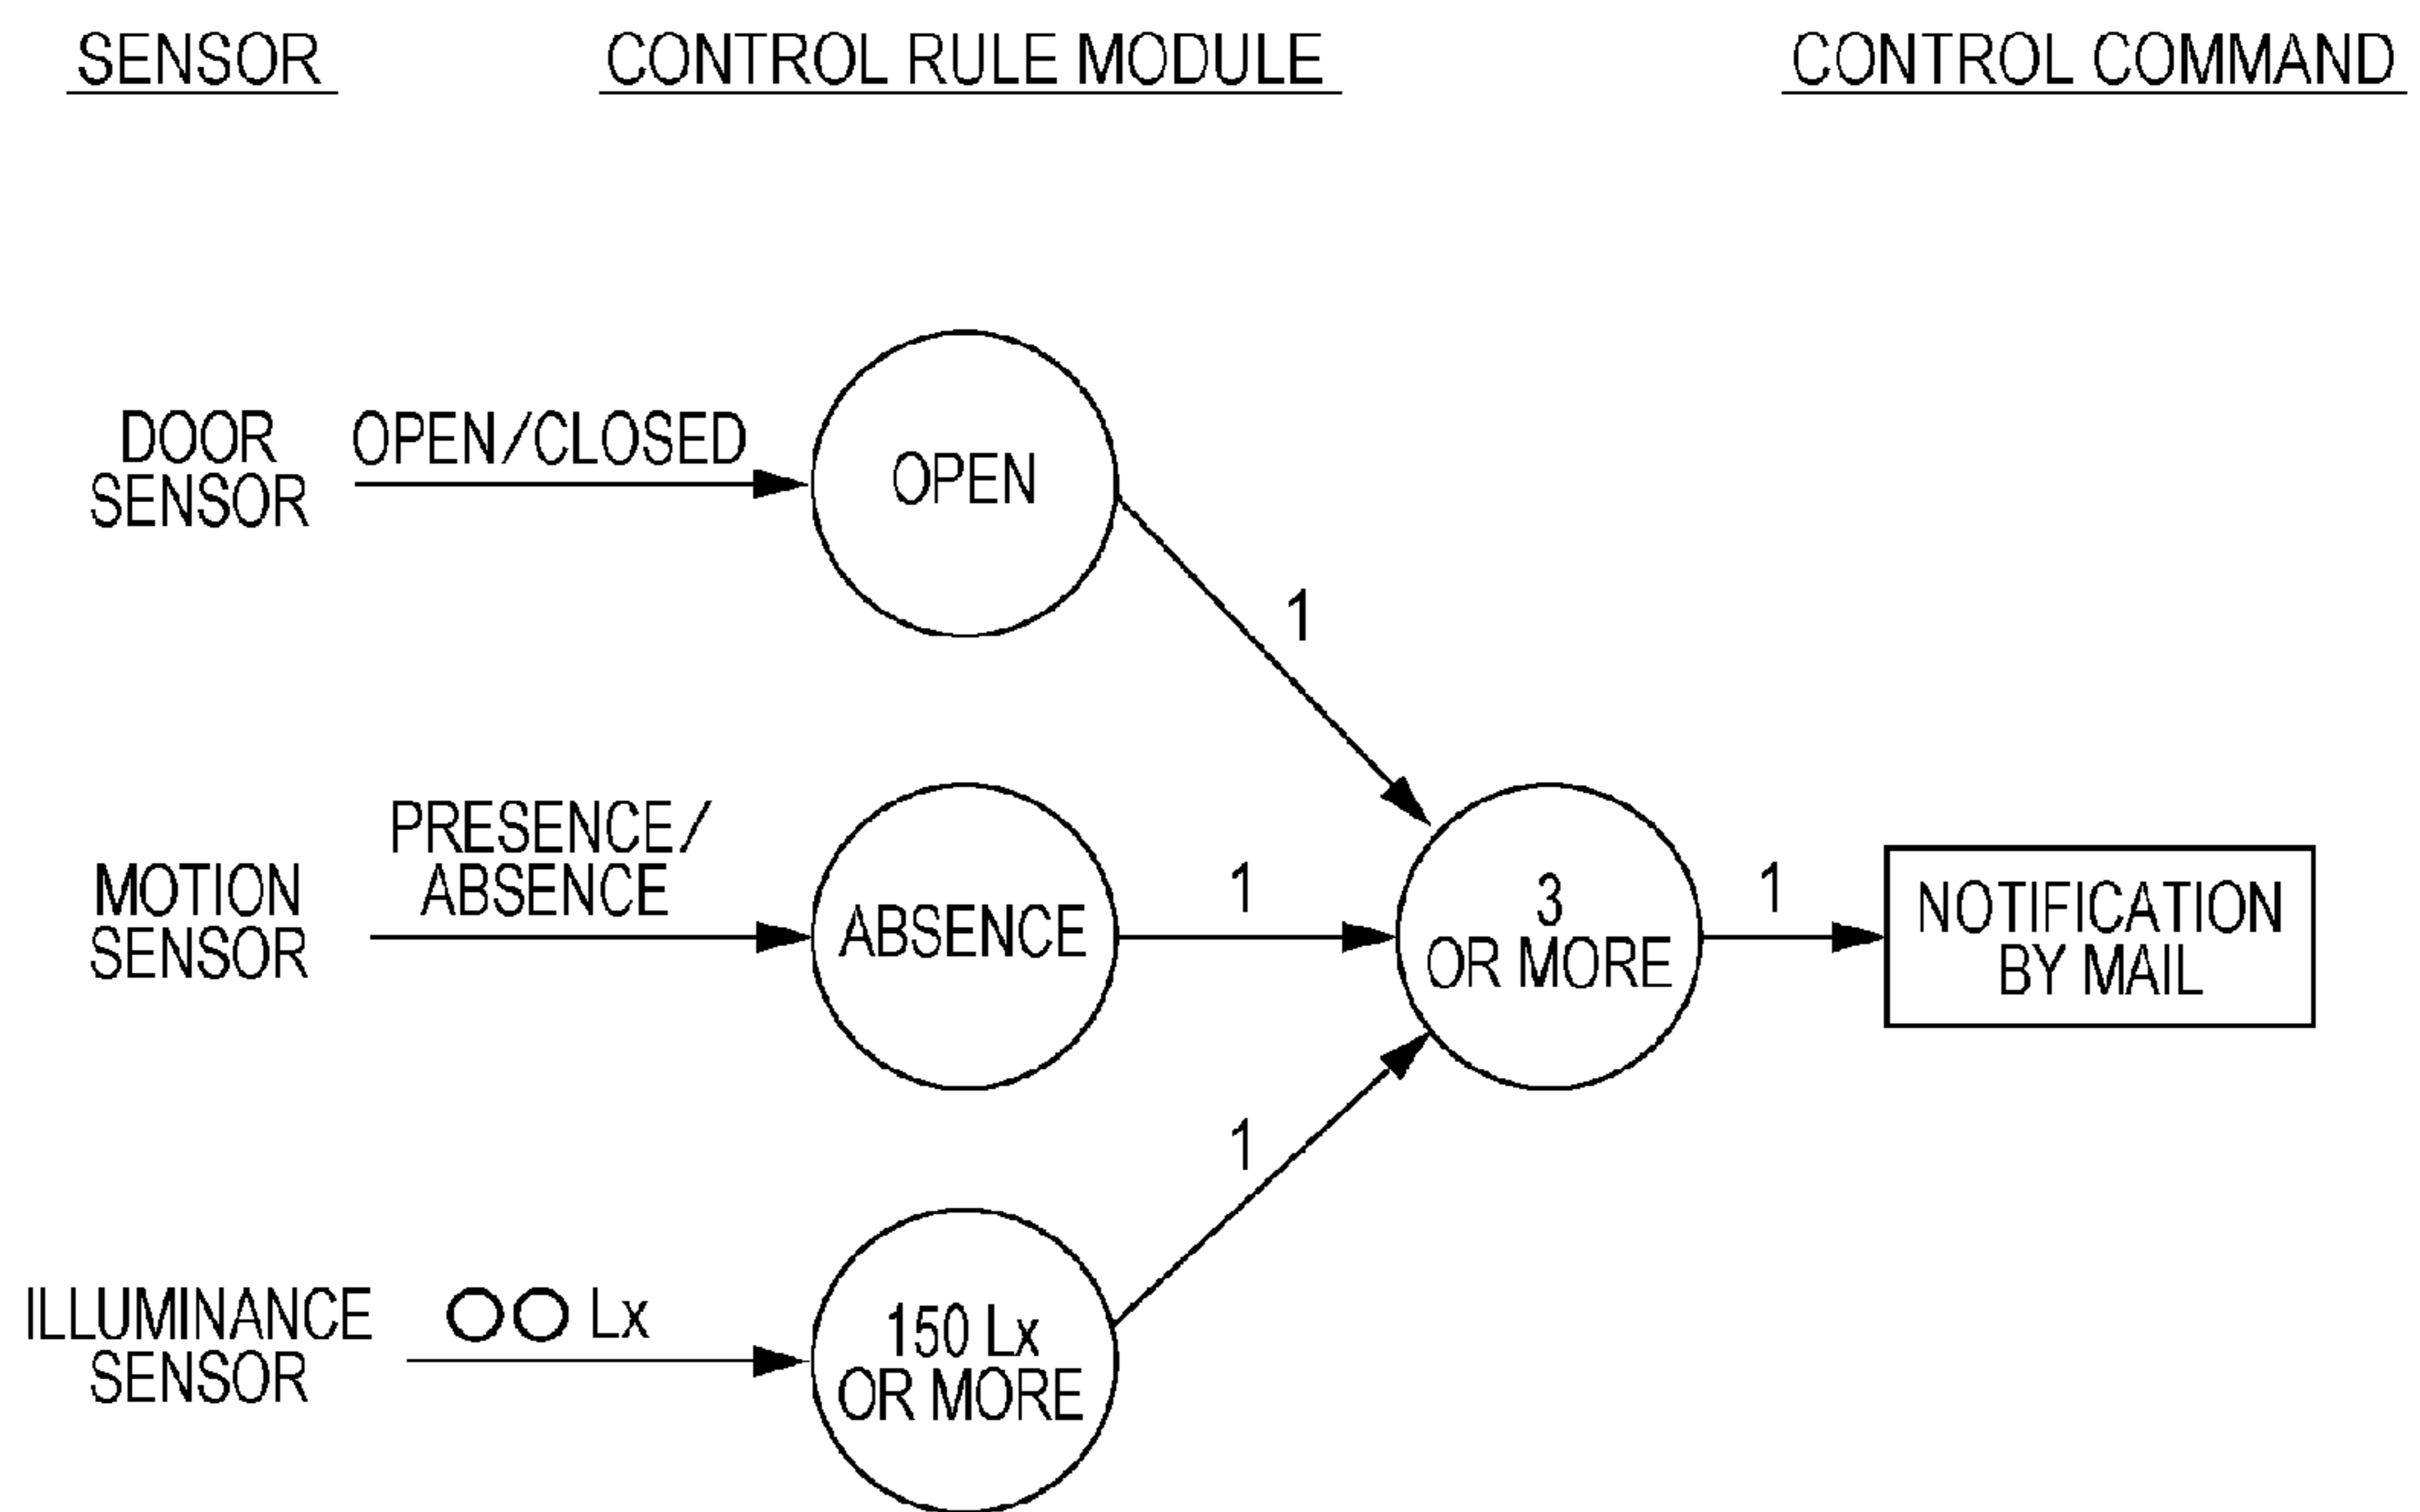 SENSOR
CONTROL RULE MODULE
CONTROL COMMAND
DOOR
SENSOR
OPEN/CLOSED
OPEN
1
MOTION
SENSOR
PRESENCE/
ABSENCE
ABSENCE
1
3
OR MORE
1
NOTIFICATION
BY MAIL
ILLUMINANCE
SENSOR
○○ Lx
150 Lx
OR MORE
1